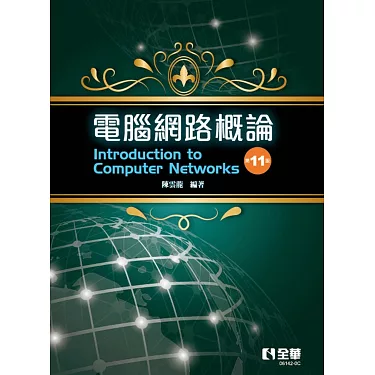 電腦網路概論
Introduction to
Computer Networks
第11版
陳雲龍 編著
全華
06142-0C